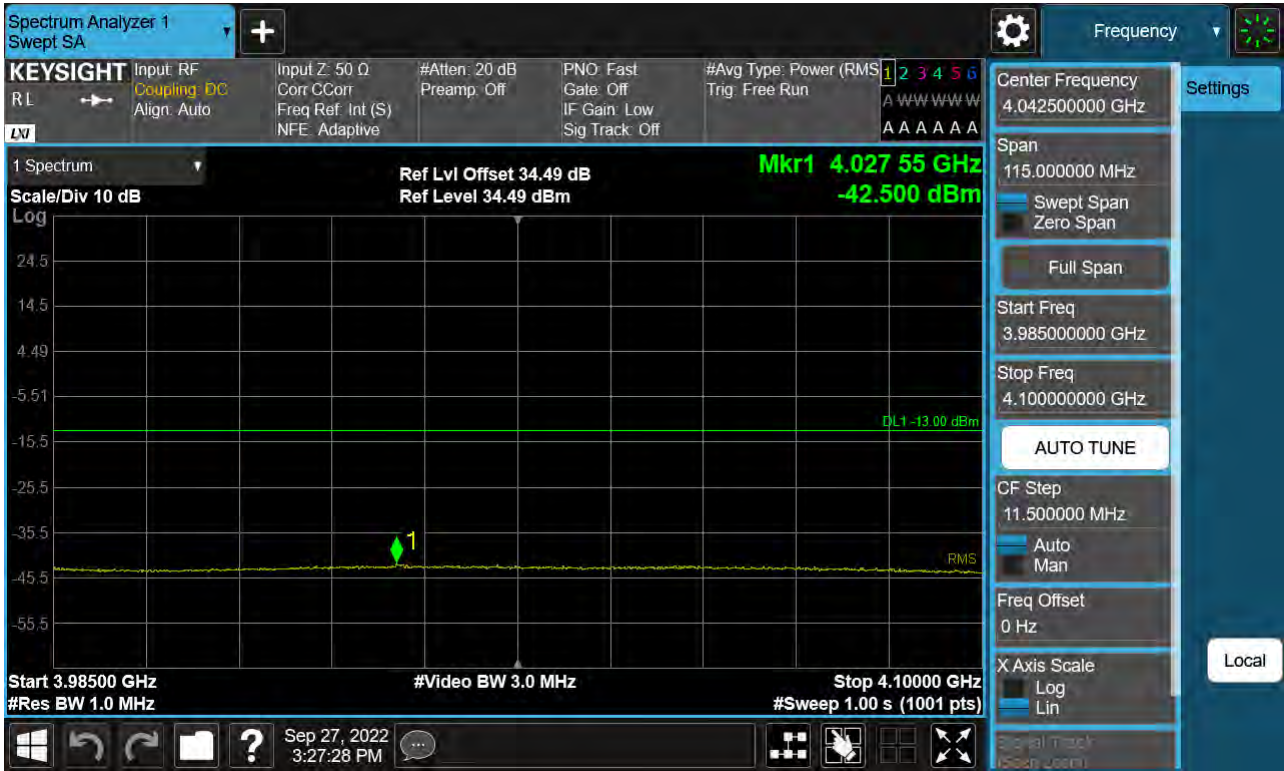 Spectrum Analyzer 1
Swept SA
Frequency
KEYSIGHT
RL
LXI
Input: RF
Coupling: DC
Align: Auto
Input Z: 50 Ω
Corr CCorr
Freq Ref: Int (S)
NFE: Adaptive
#Atten: 20 dB
Preamp: Off
PNO: Fast
Gate: Off
IF Gain: Low
Sig Track: Off
#Avg Type: Power (RMS
Trig: Free Run
1 2 3 4 5 6
A W W W W W
A A A A A A
1 Spectrum
Scale/Div 10 dB
Log
Ref Lvl Offset 34.49 dB
Ref Level 34.49 dBm
Mkr1 4.027 55 GHz
-42.500 dBm
24.5
14.5
4.49
-5.51
-15.5
-25.5
-35.5
-45.5
-55.5
DL1 -13.00 dBm
1
RMS
Start 3.98500 GHz
#Res BW 1.0 MHz
#Video BW 3.0 MHz
Stop 4.10000 GHz
#Sweep 1.00 s (1001 pts)
Center Frequency
4.042500000 GHz
Span
115.000000 MHz
Swept Span
Zero Span
Full Span
Start Freq
3.985000000 GHz
Stop Freq
4.100000000 GHz
AUTO TUNE
CF Step
11.500000 MHz
Auto
Man
Freq Offset
0 Hz
X Axis Scale
Log
Lin
Signal Track
(Span Zoom)
Settings
Local
Sep 27, 2022
3:27:28 PM